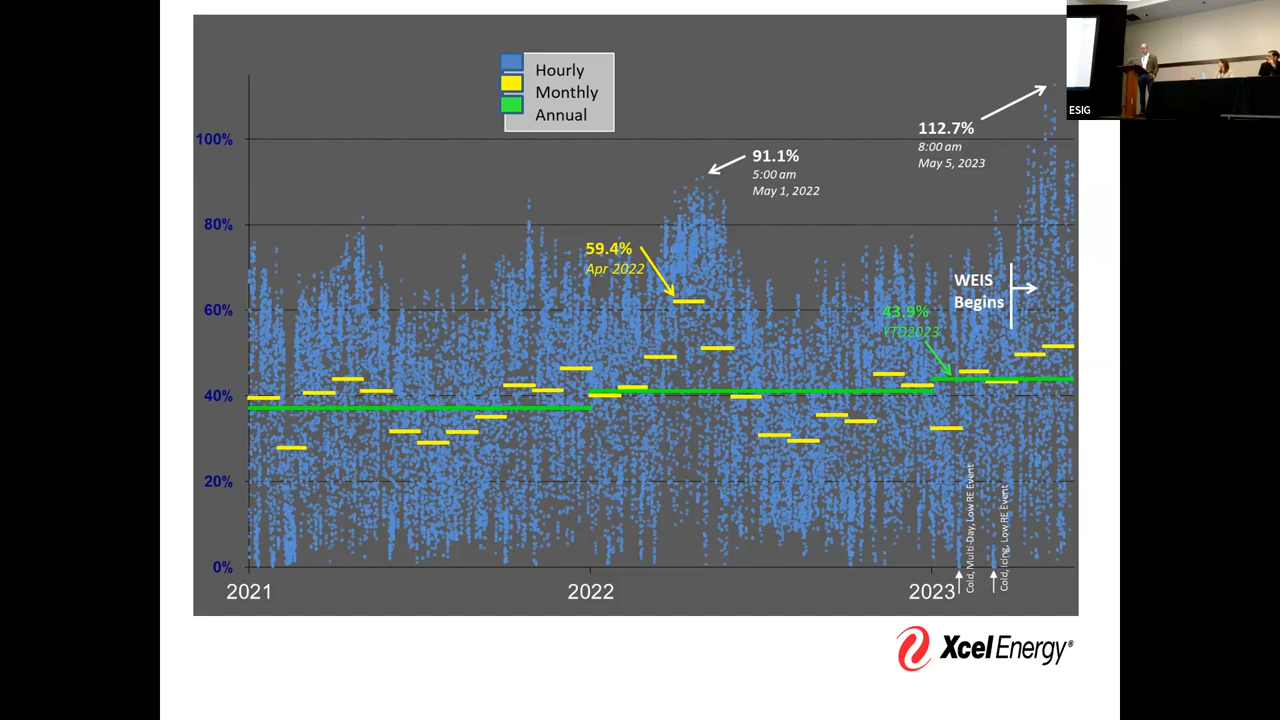 Hourly
Monthly
Annual
ESIG
100%
80%
60%
40%
20%
0%
112.7%
8:00 am
May 5, 2023
91.1%
5:00 am
May 1, 2022
59.4%
Apr 2022
WEIS
Begins
43.9%
YTD2023
Cold, Multi-Day, Low RE Event
Cold, Icing, Low RE Event
2021
2022
2023
Xcel Energy®